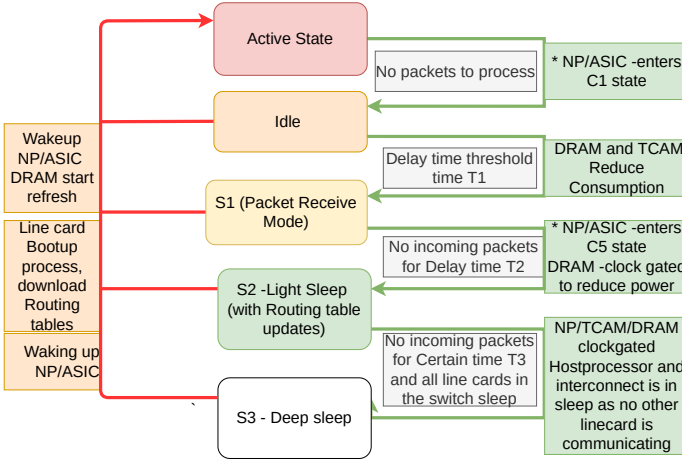 Active State
No packets to process
* NP/ASIC -enters
C1 state
Idle
Wakeup
NP/ASIC
DRAM start
refresh
Delay time threshold
time T1
DRAM and TCAM
Reduce
Consumption
S1 (Packet Receive
Mode)
Line card
Bootup
process,
download
Routing
tables
No incoming packets
for Delay time T2
* NP/ASIC -enters
C5 state
DRAM -clock gated
to reduce power
S2 -Light Sleep
(with Routing table
updates)
Waking up
NP/ASIC
No incoming packets
for Certain time T3
and all line cards in
the switch sleep
NP/TCAM/DRAM
clockgated
Hostprocessor and
interconnect is in
sleep as no other
linecard is
communicating
`
S3 - Deep sleep